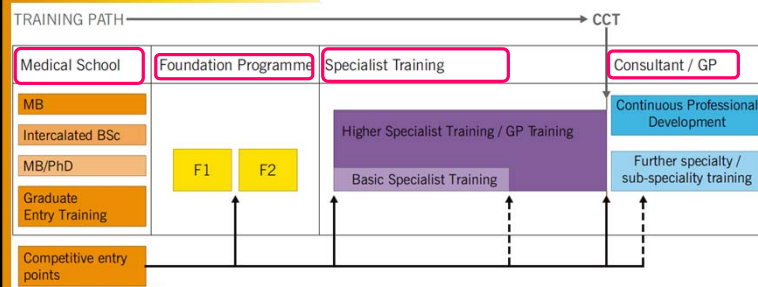 TRAINING PATH
CCT
Medical School
Foundation Programme
Specialist Training
Consultant / GP
MB
Intercalated BSc
MB/PhD
Graduate
Entry Training
F1
F2
Higher Specialist Training / GP Training
Basic Specialist Training
Continuous Professional
Development
Further specialty /
sub-speciality training
Competitive entry
points